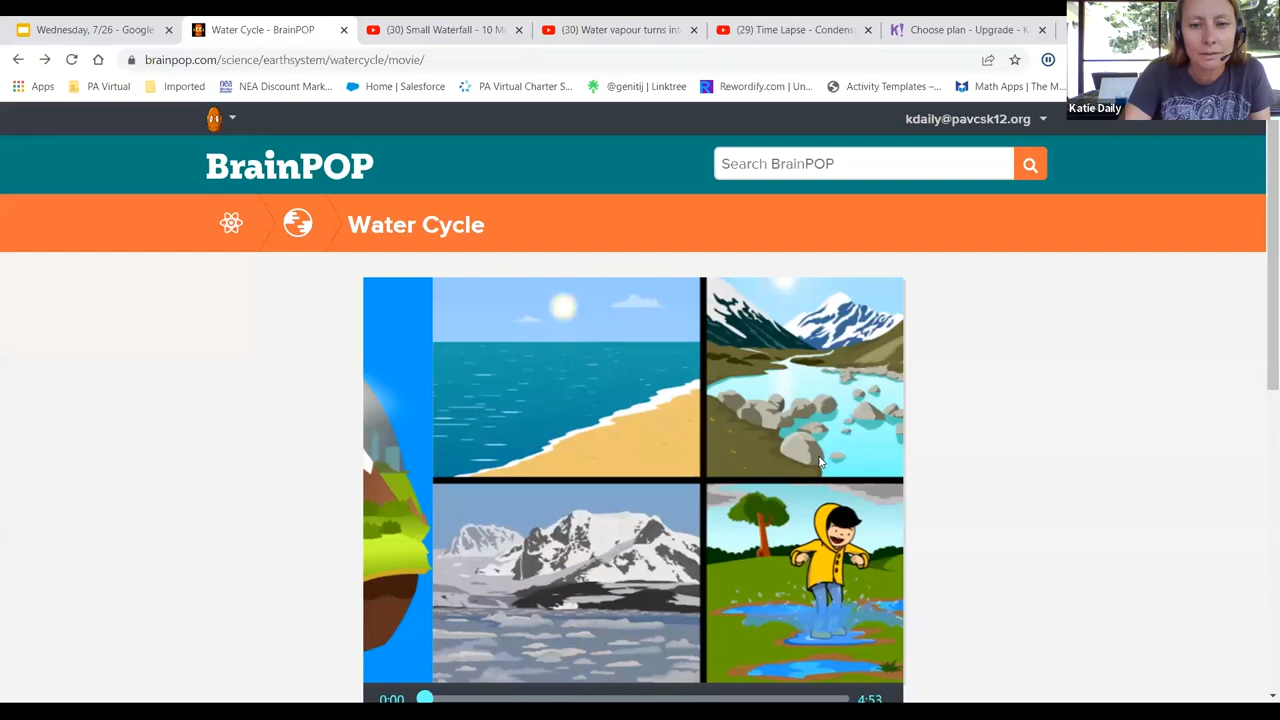 Wednesday, 7/26 - Google
Water Cycle - BrainPOP
(30) Small Waterfall - 10 M
(30) Water vapour turns in
(29) Time Lapse - Condens
Choose plan - Upgrade - K
brainpop.com/science/earthsystem/watercycle/movie/
Apps
PA Virtual
Imported
NEA Discount Mark...
Home | Salesforce
PA Virtual Charter S...
@genitij | Linktree
Rewordify.com | Un...
Activity Templates –...
Math Apps | The M...
Katie Daily
kdaily@pavcsk12.org
BrainPOP
Search BrainPOP
Water Cycle
0:00
4:53